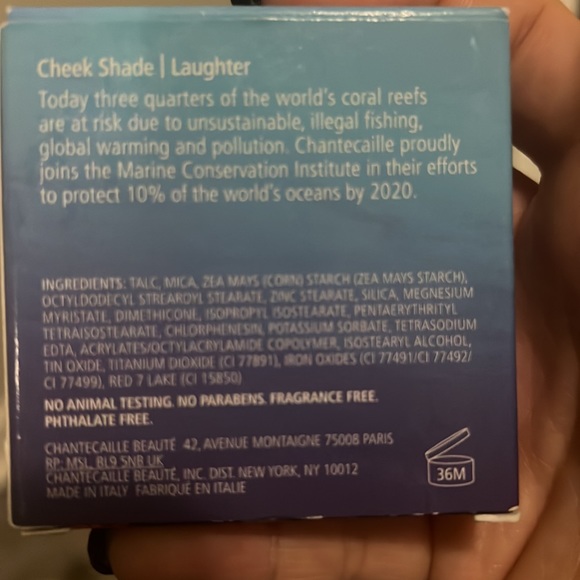 Cheek Shade | Laughter
Today three quarters of the world's coral reefs
are at risk due to unsustainable, illegal fishing,
global warming and pollution. Chantecaille proudly
joins the Marine Conservation Institute in their efforts
to protect 10% of the world's oceans by 2020.
INGREDIENTS: TALC, MICA, ZEA MAYS (CORN) STARCH (ZEA MAYS STARCH),
OCTYLDODECYL STREAROYL STEARATE, ZINC STEARATE, SILICA, MEGNESIUM
MYRISTATE, DIMETHICONE, ISOPROPYL ISOSTEARATE, PENTAERYTHRITYL
TETRAISOSTEARATE, CHLORPHENESIN, POTASSIUM SORBATE, TETRASODIUM
EDTA, ACRYLATES/OCTYLACRYLAMIDE COPOLYMER, ISOSTEARYL ALCOHOL,
TIN OXIDE, TITANIUM DIOXIDE (CI 77891), IRON OXIDES (CI 77491/CI 77492/
CI 77499), RED 7 LAKE (CI 15850)
NO ANIMAL TESTING. NO PARABENS. FRAGRANCE FREE.
PHTHALATE FREE.
CHANTECAILLE BEAUTÉ 42, AVENUE MONTAIGNE 75008 PARIS
RP: MSL, BL9 5NB UK
CHANTECAILLE BEAUTÉ, INC. DIST. NEW YORK, NY 10012
MADE IN ITALY FABRIQUÉ EN ITALIE
36M